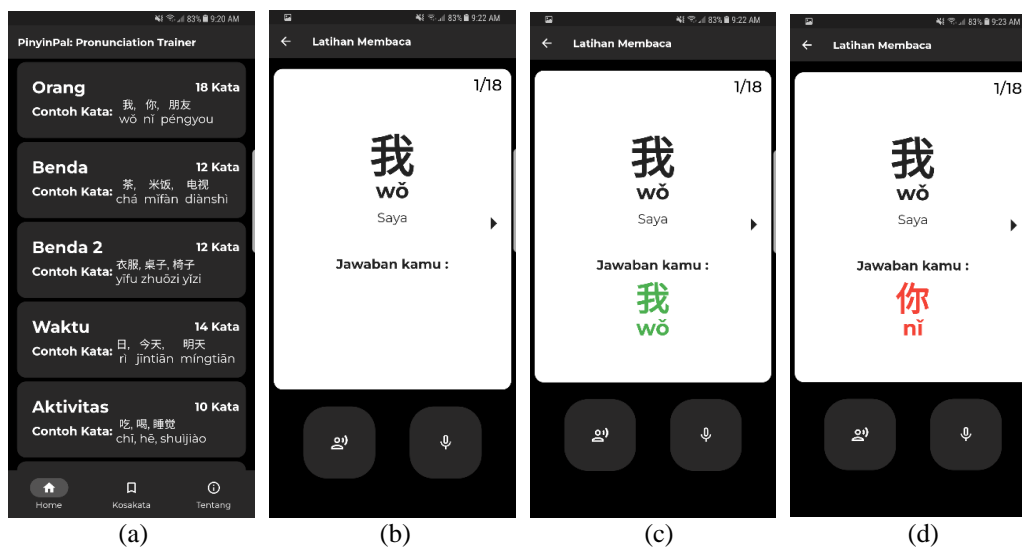 83% 9:20 AM
PinyinPal: Pronunciation Trainer
Orang 18 Kata
Contoh Kata: 我, 你, 朋友
wǒ nǐ péngyou
Benda 12 Kata
Contoh Kata: 茶, 米饭, 电视
chá mǐfàn diànshì
Benda 2 12 Kata
Contoh Kata: 衣服, 桌子, 椅子
yīfu zhuōzi yǐzi
Waktu 14 Kata
Contoh Kata: 日, 今天, 明天
rì jīntiān míngtiān
Aktivitas 10 Kata
Contoh Kata: 吃, 喝, 睡觉
chī, hē, shuìjiào
Home Kosakata Tentang
(a)
83% 9:22 AM
Latihan Membaca
1/18
我
wǒ
Saya
Jawaban kamu :
(b)
83% 9:22 AM
Latihan Membaca
1/18
我
wǒ
Saya
Jawaban kamu :
我
wǒ
(c)
83% 9:23 AM
Latihan Membaca
1/18
我
wǒ
Saya
Jawaban kamu :
你
nǐ
(d)